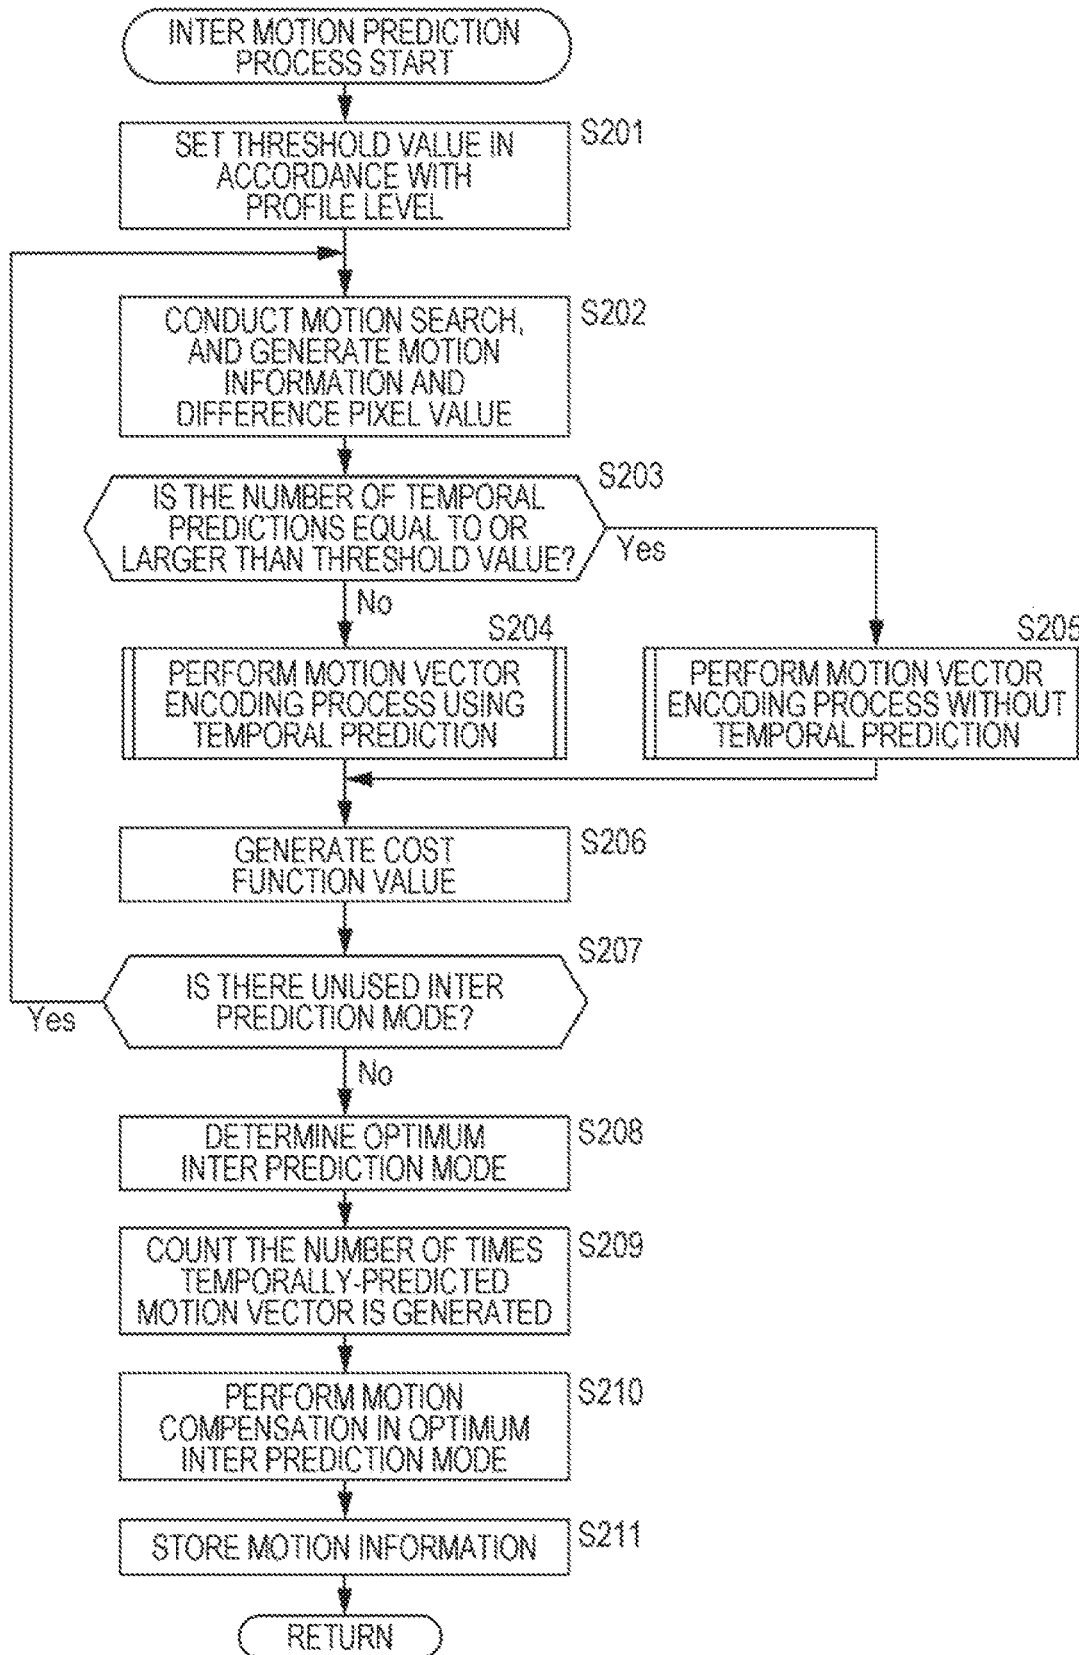 INTER MOTION PREDICTION
PROCESS START
S201
SET THRESHOLD VALUE IN
ACCORDANCE WITH
PROFILE LEVEL
S202
CONDUCT MOTION SEARCH,
AND GENERATE MOTION
INFORMATION AND
DIFFERENCE PIXEL VALUE
S203
IS THE NUMBER OF TEMPORAL
PREDICTIONS EQUAL TO OR
LARGER THAN THRESHOLD VALUE?
Yes
No
S204
PERFORM MOTION VECTOR
ENCODING PROCESS USING
TEMPORAL PREDICTION
S205
PERFORM MOTION VECTOR
ENCODING PROCESS WITHOUT
TEMPORAL PREDICTION
S206
GENERATE COST
FUNCTION VALUE
S207
IS THERE UNUSED INTER
PREDICTION MODE?
Yes
No
S208
DETERMINE OPTIMUM
INTER PREDICTION MODE
S209
COUNT THE NUMBER OF TIMES
TEMPORALLY-PREDICTED
MOTION VECTOR IS GENERATED
S210
PERFORM MOTION
COMPENSATION IN OPTIMUM
INTER PREDICTION MODE
S211
STORE MOTION INFORMATION
RETURN